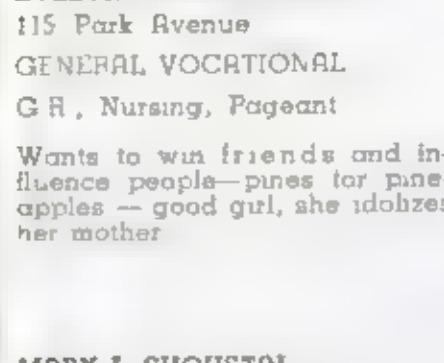 115 Park Avenue
GENERAL VOCATIONAL
G A, Nursing, Pageant
Wants to win friends and in-
fluence people—pines for pine-
apples — good girl, she idolizes
her mother